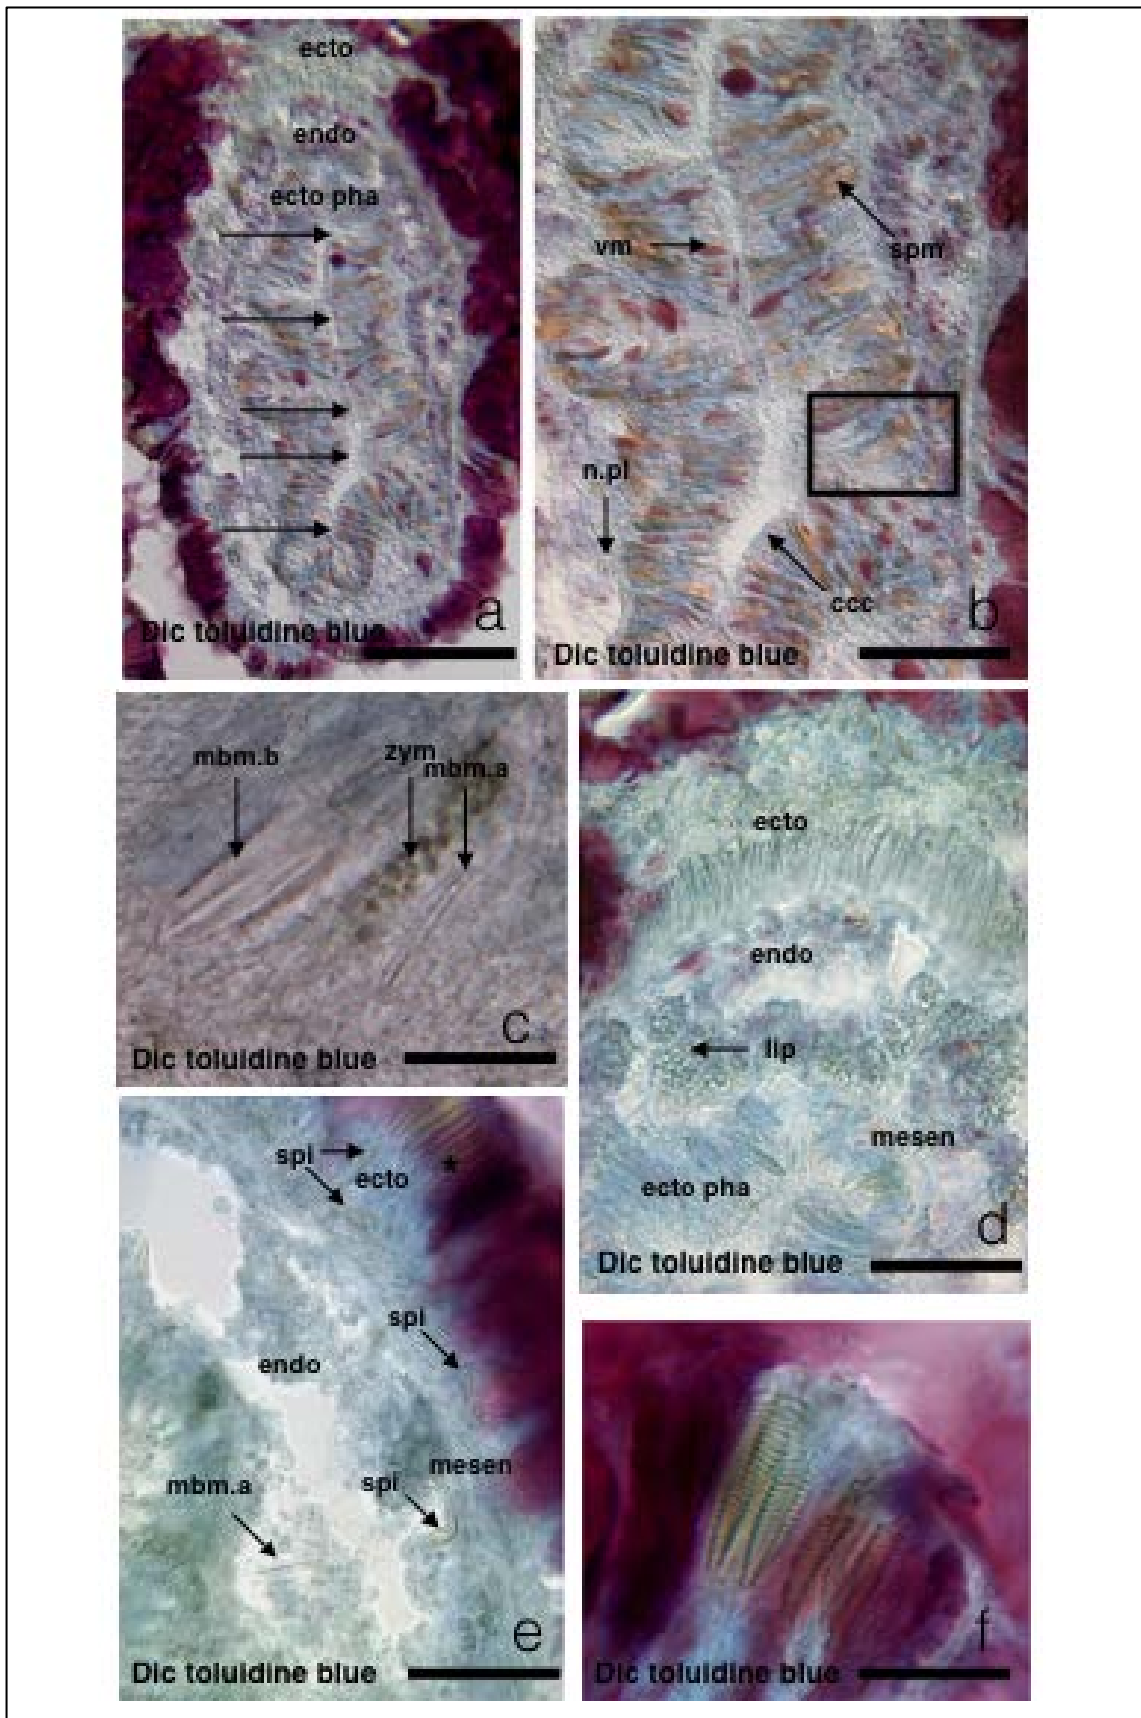 ecto
endo
ecto pha
Dic toluidine blue
a
vm
spm
n.pl
ccc
Dic toluidine blue
b
mbm.b
zym
mbm.a
Dic toluidine blue
c
ecto
endo
lip
mesen
ecto pha
Dic toluidine blue
d
spi
ecto
*
spi
endo
mesen
spi
mbm.a
Dic toluidine blue
e
Dic toluidine blue
f